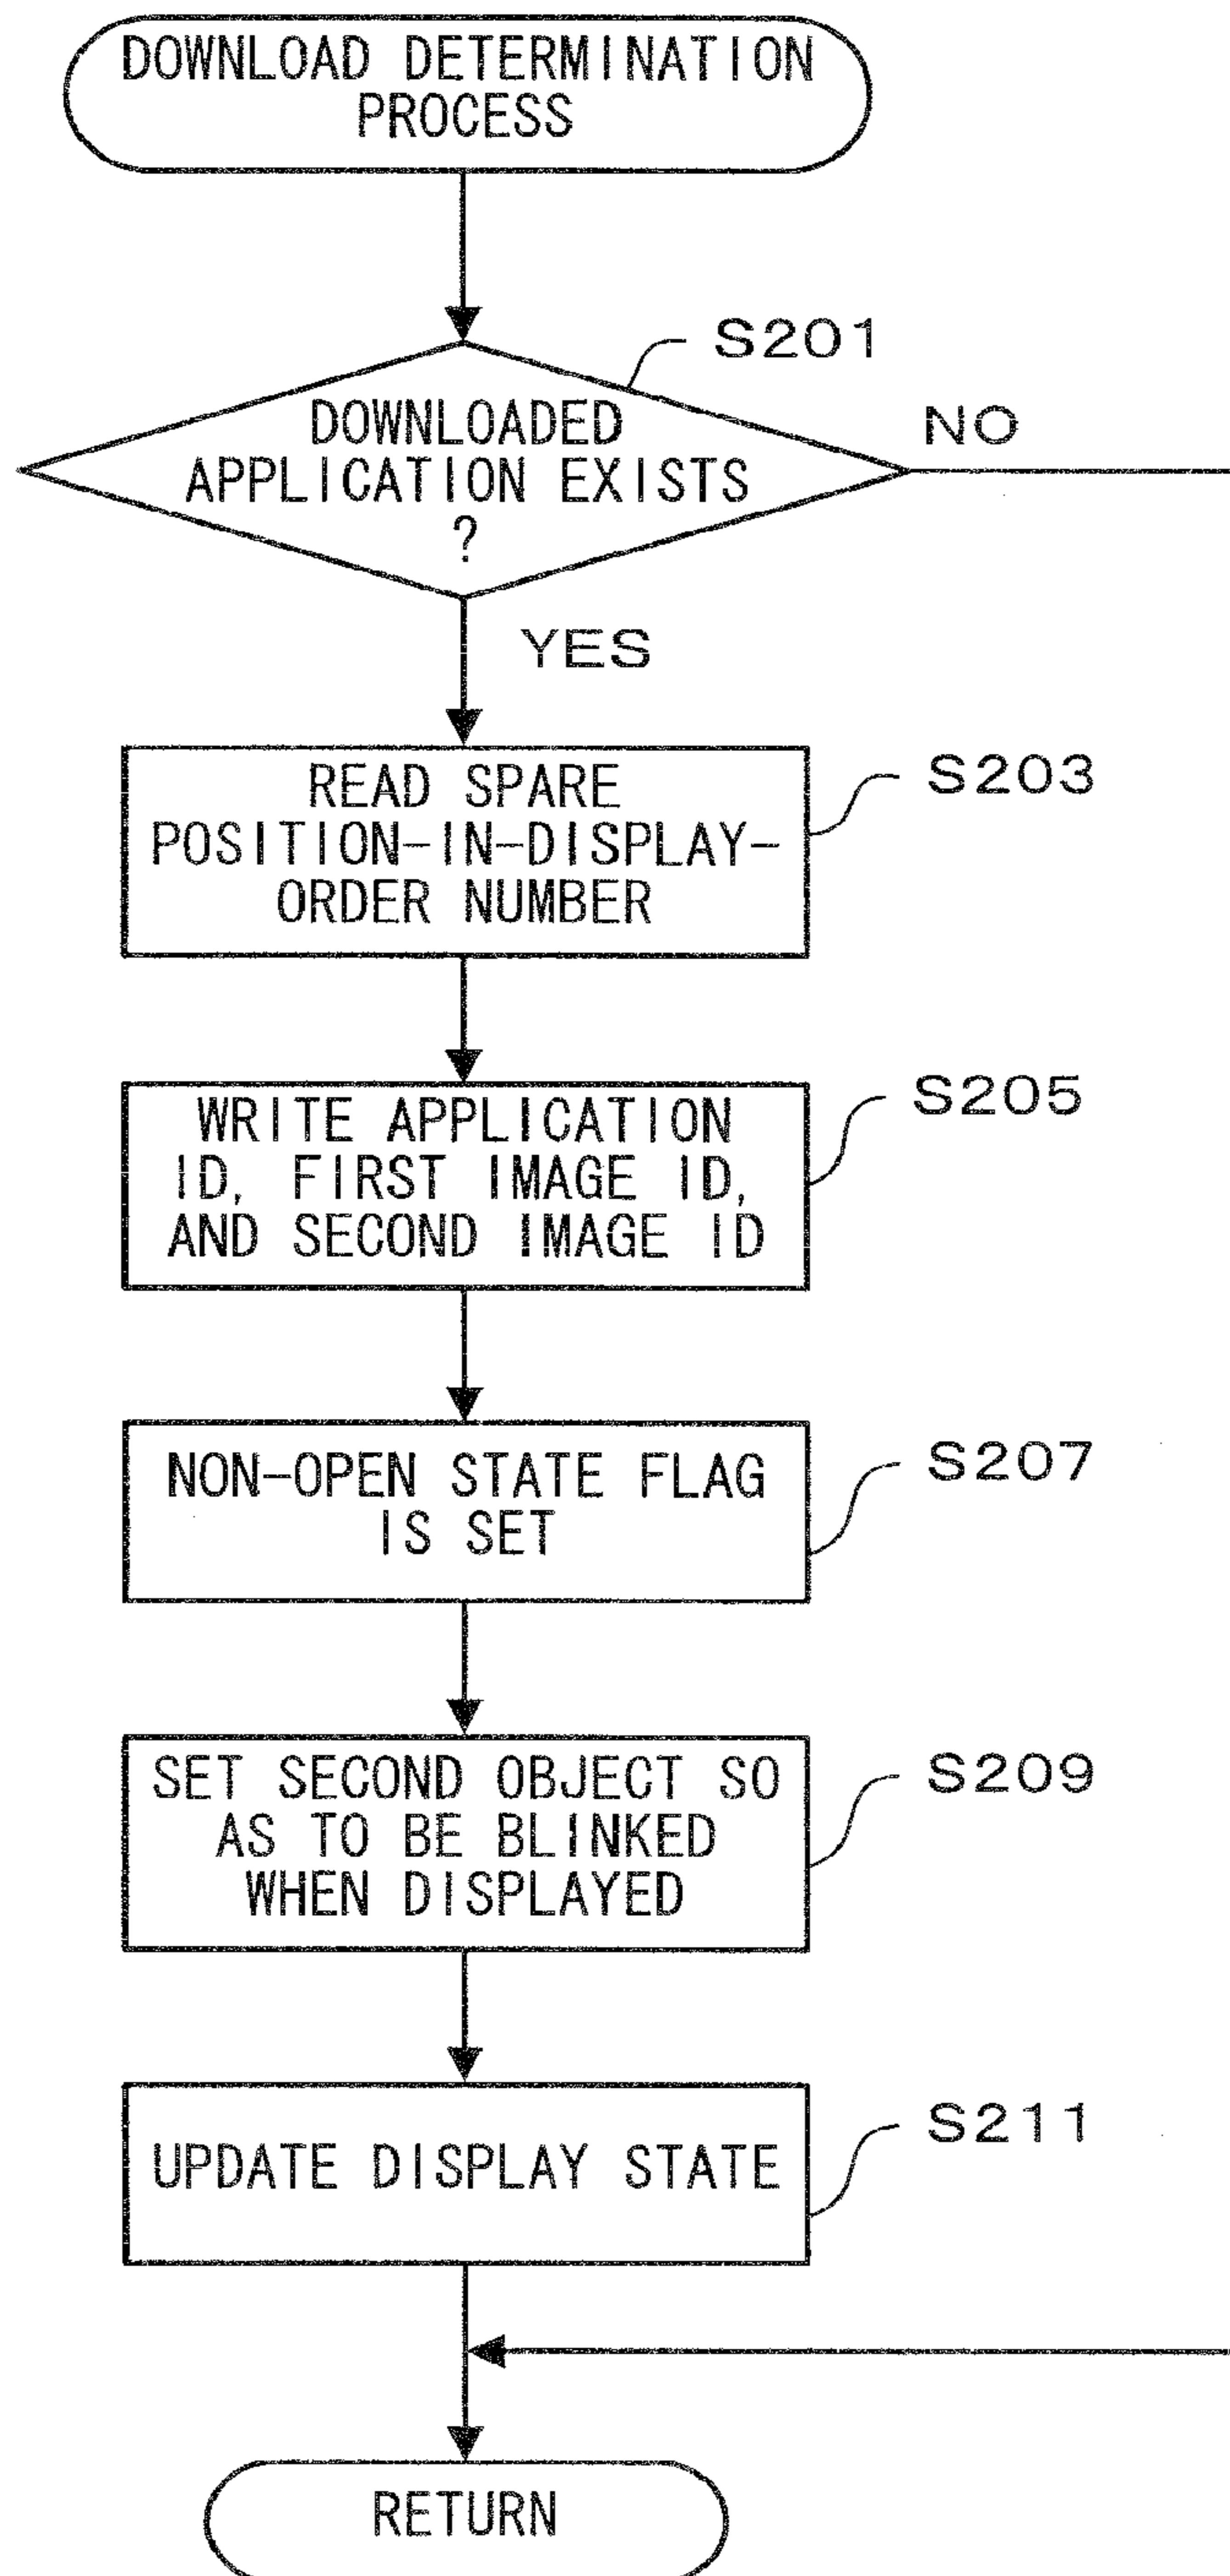 DOWNLOAD DETERMINATION
PROCESS
S201
DOWNLOADED
APPLICATION EXISTS
?
NO
YES
READ SPARE
POSITION-IN-DISPLAY-
ORDER NUMBER
S203
WRITE APPLICATION
ID, FIRST IMAGE ID,
AND SECOND IMAGE ID
S205
NON-OPEN STATE FLAG
IS SET
S207
SET SECOND OBJECT SO
AS TO BE BLINKED
WHEN DISPLAYED
S209
UPDATE DISPLAY STATE
S211
RETURN